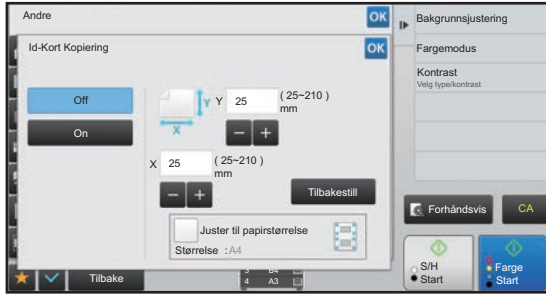 Andre
OK
Id-Kort Kopiering
OK
Off
On
Y
Y 25 ( 25~210 )
mm
X
X 25 ( 25~210 )
mm
Tilbakestill
Juster til papirstørrelse
Størrelse : A4
Tilbake
3 B4
4 A3
Bakgrunnsjustering
Fargemodus
Kontrast
Velg type/kontrast
Forhåndsvis
CA
S/H
Start
Farge
Start